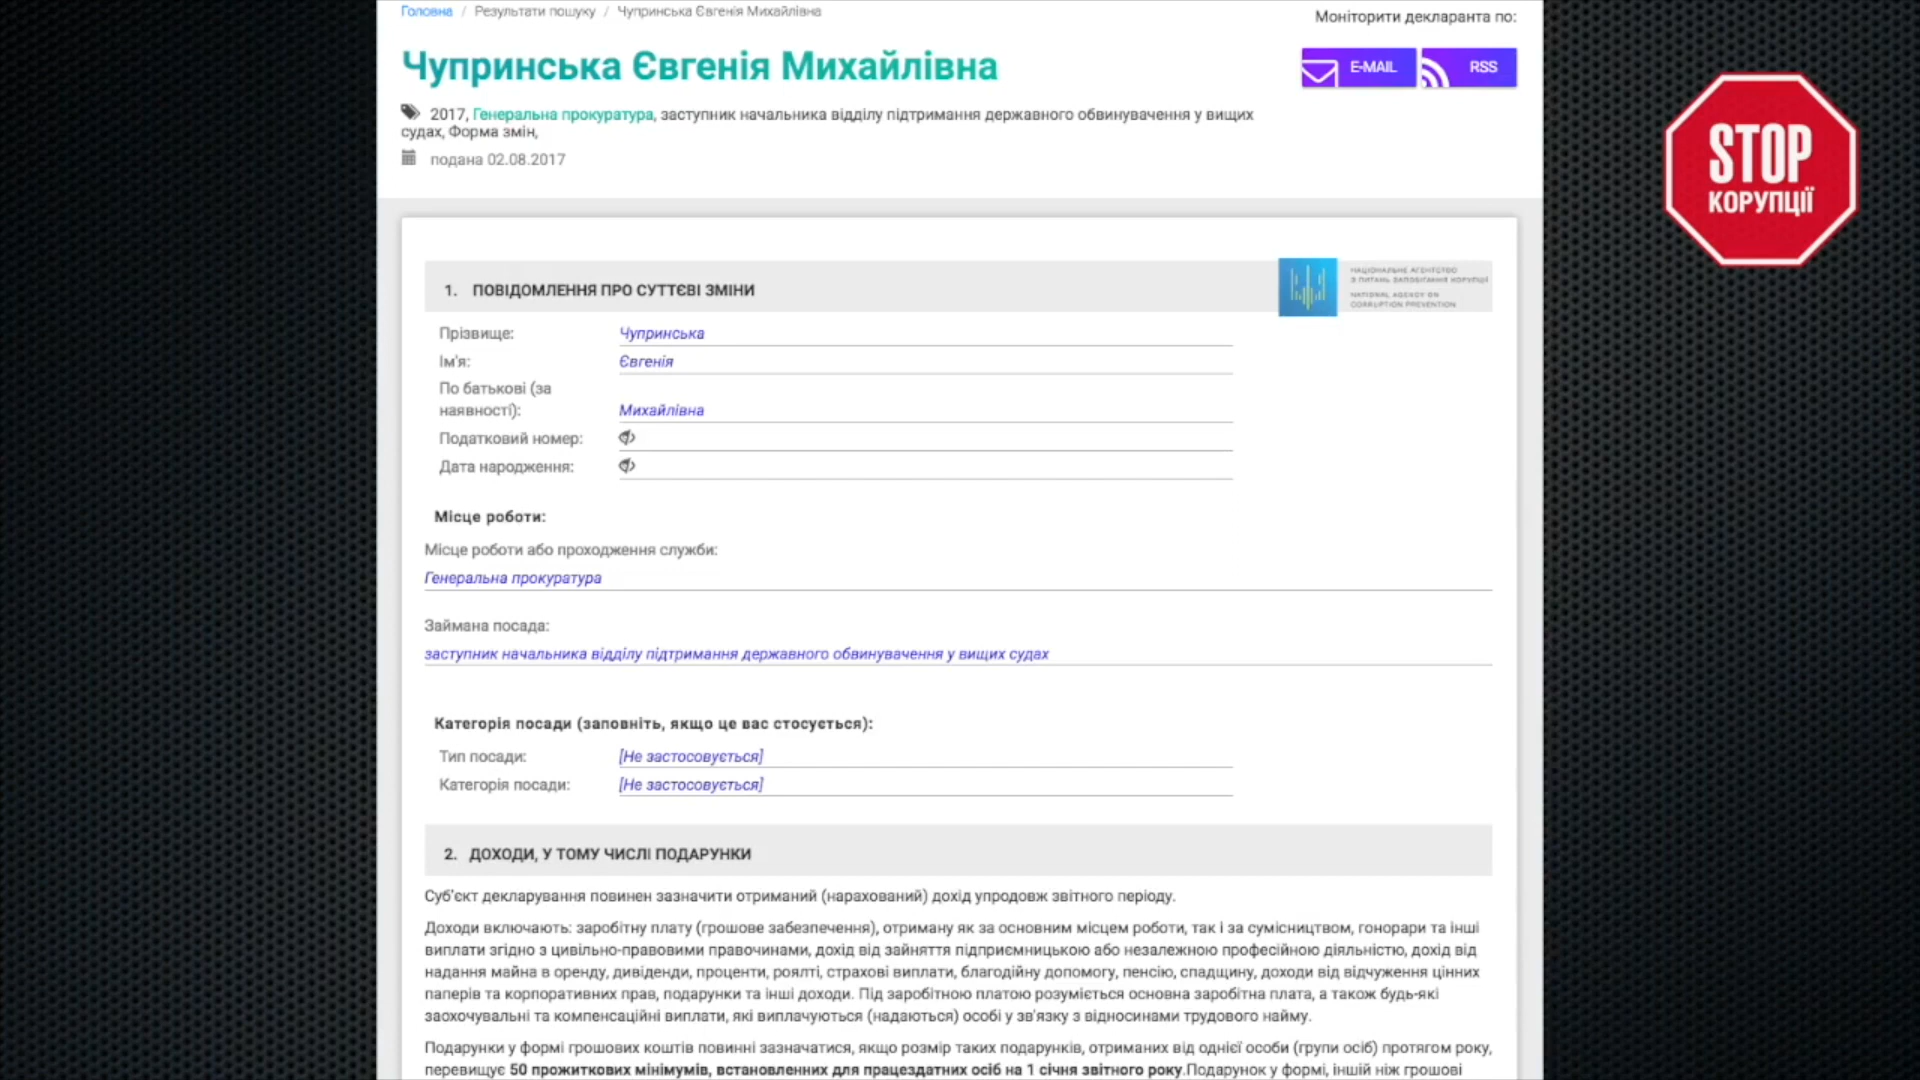 Головна / Результати пошуку / Чупринська Євгенія Михайлівна
Моніторити декларанта по:
Чупринська Євгенія Михайлівна
E-MAIL
RSS
2017, Генеральна прокуратура, заступник начальника відділу підтримання державного обвинувачення у вищих
судах, Форма змін,
подана 02.08.2017
STOP
КОРУПЦІЇ
1. ПОВІДОМЛЕННЯ ПРО СУТТЄВІ ЗМІНИ
НАЦІОНАЛЬНЕ АГЕНТСТВО
З ПИТАНЬ ЗАПОБІГАННЯ КОРУПЦІЇ
NATIONAL AGENCY ON
CORRUPTION PREVENTION
Прізвище: Чупринська
Ім'я: Євгенія
По батькові (за
наявності): Михайлівна
Податковий номер:
Дата народження:
Місце роботи:
Місце роботи або проходження служби:
Генеральна прокуратура
Займана посада:
заступник начальника відділу підтримання державного обвинувачення у вищих судах
Категорія посади (заповніть, якщо це вас стосується):
Тип посади: [Не застосовується]
Категорія посади: [Не застосовується]
2. ДОХОДИ, У ТОМУ ЧИСЛІ ПОДАРУНКИ
Суб'єкт декларування повинен зазначити отриманий (нарахований) дохід упродовж звітного періоду.
Доходи включають: заробітну плату (грошове забезпечення), отриману як за основним місцем роботи, так і за сумісництвом, гонорари та інші
виплати згідно з цивільно-правовими правочинами, дохід від зайняття підприємницькою або незалежною професійною діяльністю, дохід від
надання майна в оренду, дивіденди, проценти, роялті, страхові виплати, благодійну допомогу, пенсію, спадщину, доходи від відчуження цінних
паперів та корпоративних прав, подарунки та інші доходи. Під заробітною платою розуміється основна заробітна плата, а також будь-які
заохочувальні та компенсаційні виплати, які виплачуються (надаються) особі у зв'язку з відносинами трудового найму.
Подарунки у формі грошових коштів повинні зазначатися, якщо розмір таких подарунків, отриманих від однієї особи (групи осіб) протягом року,
перевищує 50 прожиткових мінімумів, встановленних для працездатних осіб на 1 січня звітного року.Подарунок у формі, іншій ніж грошові